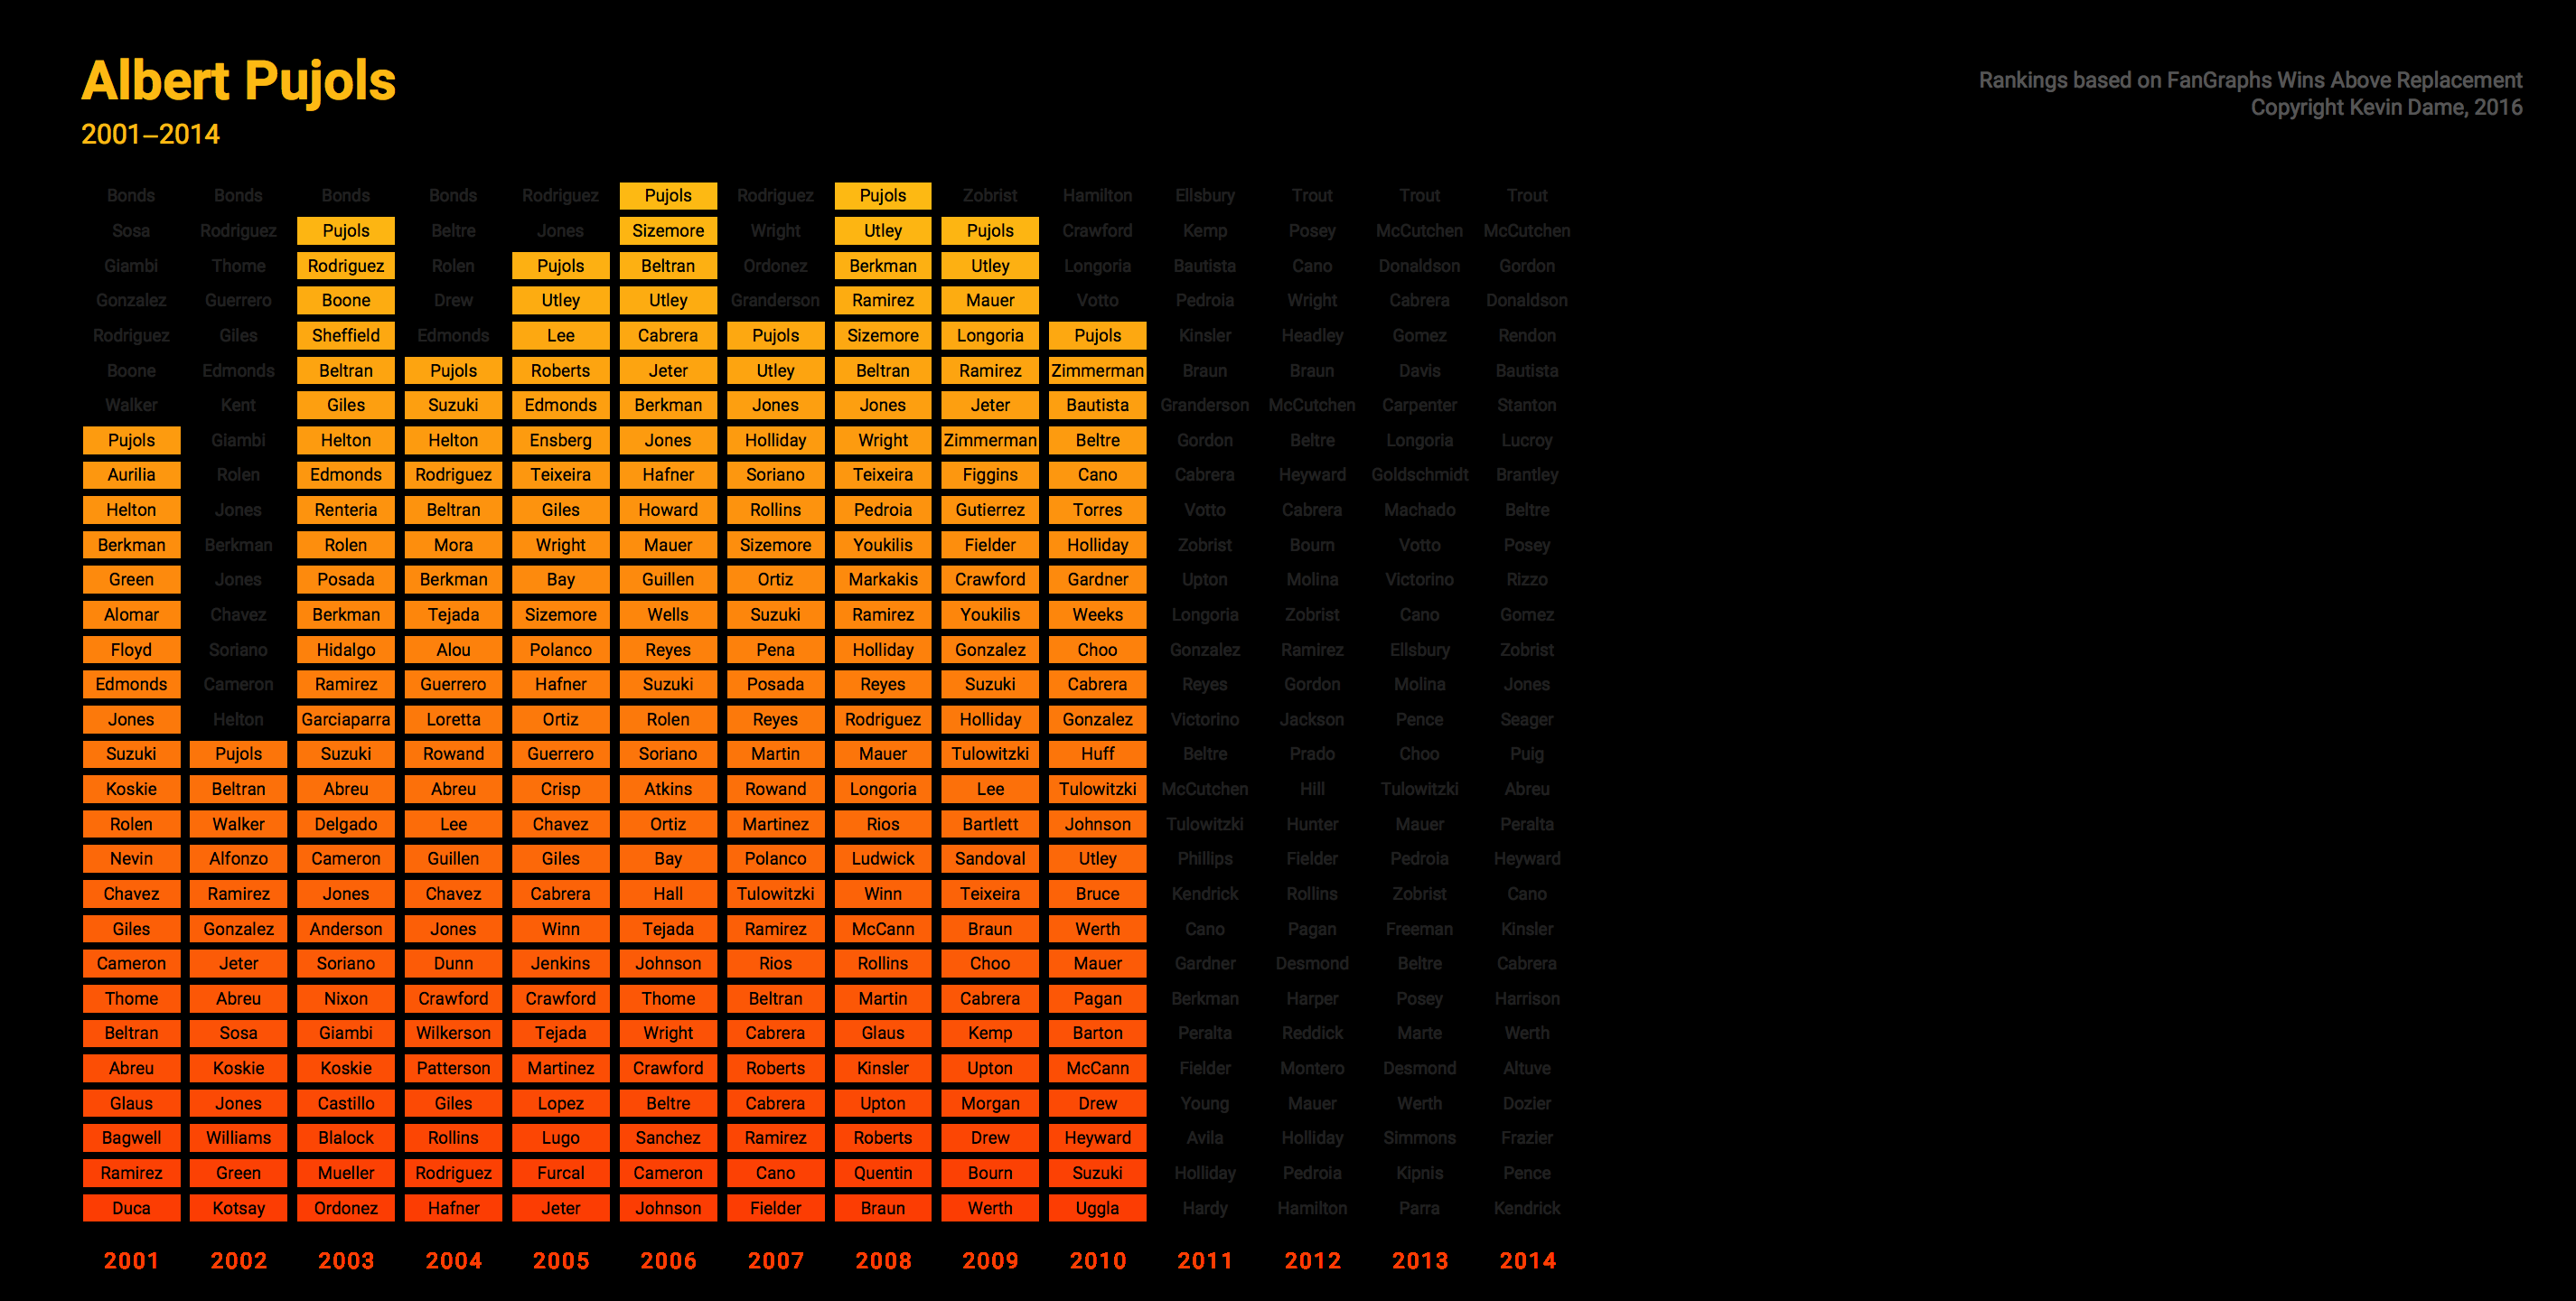 Albert Pujols
2001–2014
Rankings based on FanGraphs Wins Above Replacement
Copyright Kevin Dame, 2016
Bonds Bonds Bonds Bonds Rodriguez Pujols Rodriguez Pujols Zobrist Hamilton Ellsbury Trout Trout Trout
Sosa Rodriguez Pujols Beltre Jones Sizemore Wright Utley Pujols Crawford Kemp Posey McCutchen McCutchen
Giambi Thome Rodriguez Rolen Pujols Beltran Ordonez Berkman Utley Longoria Bautista Cano Donaldson Gordon
Gonzalez Guerrero Boone Drew Utley Utley Granderson Ramirez Mauer Votto Pedroia Wright Cabrera Donaldson
Rodriguez Giles Sheffield Edmonds Lee Cabrera Pujols Sizemore Longoria Pujols Kinsler Headley Gomez Rendon
Boone Edmonds Beltran Pujols Roberts Jeter Utley Beltran Ramirez Zimmerman Braun Braun Davis Bautista
Walker Kent Giles Suzuki Edmonds Berkman Jones Jones Jeter Bautista Granderson McCutchen Carpenter Stanton
Pujols Giambi Helton Helton Ensberg Jones Holliday Wright Zimmerman Beltre Gordon Beltre Longoria Lucroy
Aurilia Rolen Edmonds Rodriguez Teixeira Hafner Soriano Teixeira Figgins Cano Cabrera Heyward Goldschmidt Brantley
Helton Jones Renteria Beltran Giles Howard Rollins Pedroia Gutierrez Torres Votto Cabrera Machado Beltre
Berkman Berkman Rolen Mora Wright Mauer Sizemore Youkilis Fielder Holliday Zobrist Bourn Votto Posey
Green Jones Posada Berkman Bay Guillen Ortiz Markakis Crawford Gardner Upton Molina Victorino Rizzo
Alomar Chavez Berkman Tejada Sizemore Wells Suzuki Ramirez Youkilis Weeks Longoria Zobrist Cano Gomez
Floyd Soriano Hidalgo Alou Polanco Reyes Pena Holliday Gonzalez Choo Gonzalez Ramirez Ellsbury Zobrist
Edmonds Cameron Ramirez Guerrero Hafner Suzuki Posada Reyes Suzuki Cabrera Reyes Gordon Molina Jones
Jones Helton Garciaparra Loretta Ortiz Rolen Reyes Rodriguez Holliday Gonzalez Victorino Jackson Pence Seager
Suzuki Pujols Suzuki Rowand Guerrero Soriano Martin Mauer Tulowitzki Huff Beltre Prado Choo Puig
Koskie Beltran Abreu Abreu Crisp Atkins Rowand Longoria Lee Tulowitzki McCutchen Hill Tulowitzki Abreu
Rolen Walker Delgado Lee Chavez Ortiz Martinez Rios Bartlett Johnson Tulowitzki Hunter Mauer Peralta
Nevin Alfonzo Cameron Guillen Giles Bay Polanco Ludwick Sandoval Utley Phillips Fielder Pedroia Heyward
Chavez Ramirez Jones Chavez Cabrera Hall Tulowitzki Winn Teixeira Bruce Kendrick Rollins Zobrist Cano
Giles Gonzalez Anderson Jones Winn Tejada Ramirez McCann Braun Werth Cano Pagan Freeman Kinsler
Cameron Jeter Soriano Dunn Jenkins Johnson Rios Rollins Choo Mauer Gardner Desmond Beltre Cabrera
Thome Abreu Nixon Crawford Crawford Thome Beltran Martin Cabrera Pagan Berkman Harper Posey Harrison
Beltran Sosa Giambi Wilkerson Tejada Wright Cabrera Glaus Kemp Barton Peralta Reddick Marte Werth
Abreu Koskie Koskie Patterson Martinez Crawford Roberts Kinsler Upton McCann Fielder Montero Desmond Altuve
Glaus Jones Castillo Giles Lopez Beltre Cabrera Upton Morgan Drew Young Mauer Werth Dozier
Bagwell Williams Blalock Rollins Lugo Sanchez Ramirez Roberts Drew Heyward Avila Holliday Simmons Frazier
Ramirez Green Mueller Rodriguez Furcal Cameron Cano Quentin Bourn Suzuki Holliday Pedroia Kipnis Pence
Duca Kotsay Ordonez Hafner Jeter Johnson Fielder Braun Werth Uggla Hardy Hamilton Parra Kendrick
2001 2002 2003 2004 2005 2006 2007 2008 2009 2010 2011 2012 2013 2014